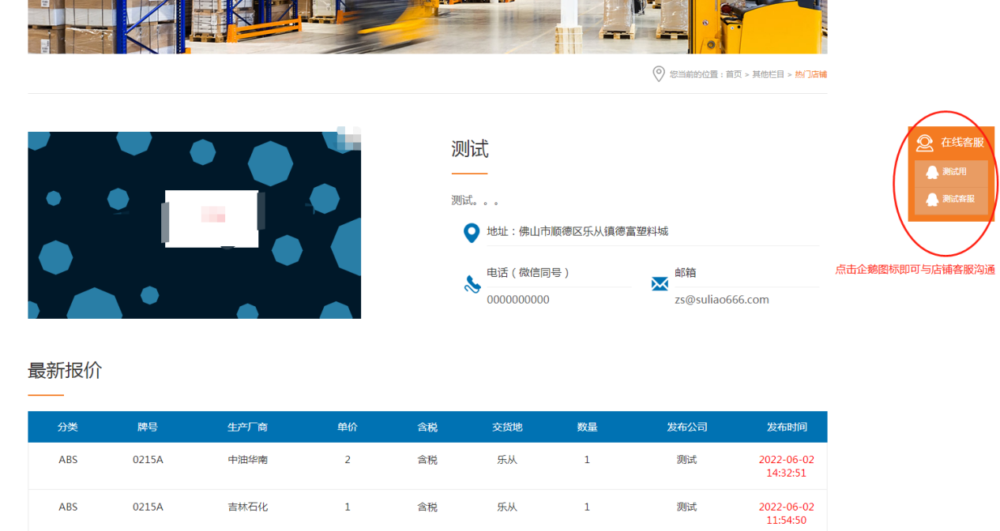 您当前的位置：首页 > 其他栏目 > 热门店铺
测试
测试。。。
地址：佛山市顺德区乐从镇德富塑料城
电话（微信同号）
0000000000
邮箱
zs@suliao666.com
在线客服
测试用
测试客服
点击企鹅图标即可与店铺客服沟通
最新报价
分类 牌号 生产厂商 单价 含税 交货地 数量 发布公司 发布时间
ABS 0215A 中油华南 2 含税 乐从 1 测试 2022-06-02
14:32:51
ABS 0215A 吉林石化 1 含税 乐从 1 测试 2022-06-02
11:54:50